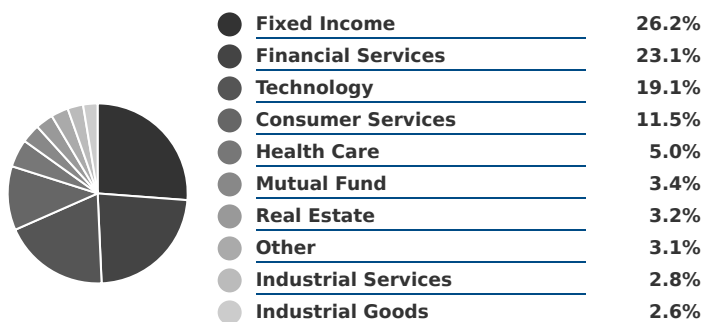 Fixed Income 26.2%
Financial Services 23.1%
Technology 19.1%
Consumer Services 11.5%
Health Care 5.0%
Mutual Fund 3.4%
Real Estate 3.2%
Other 3.1%
Industrial Services 2.8%
Industrial Goods 2.6%